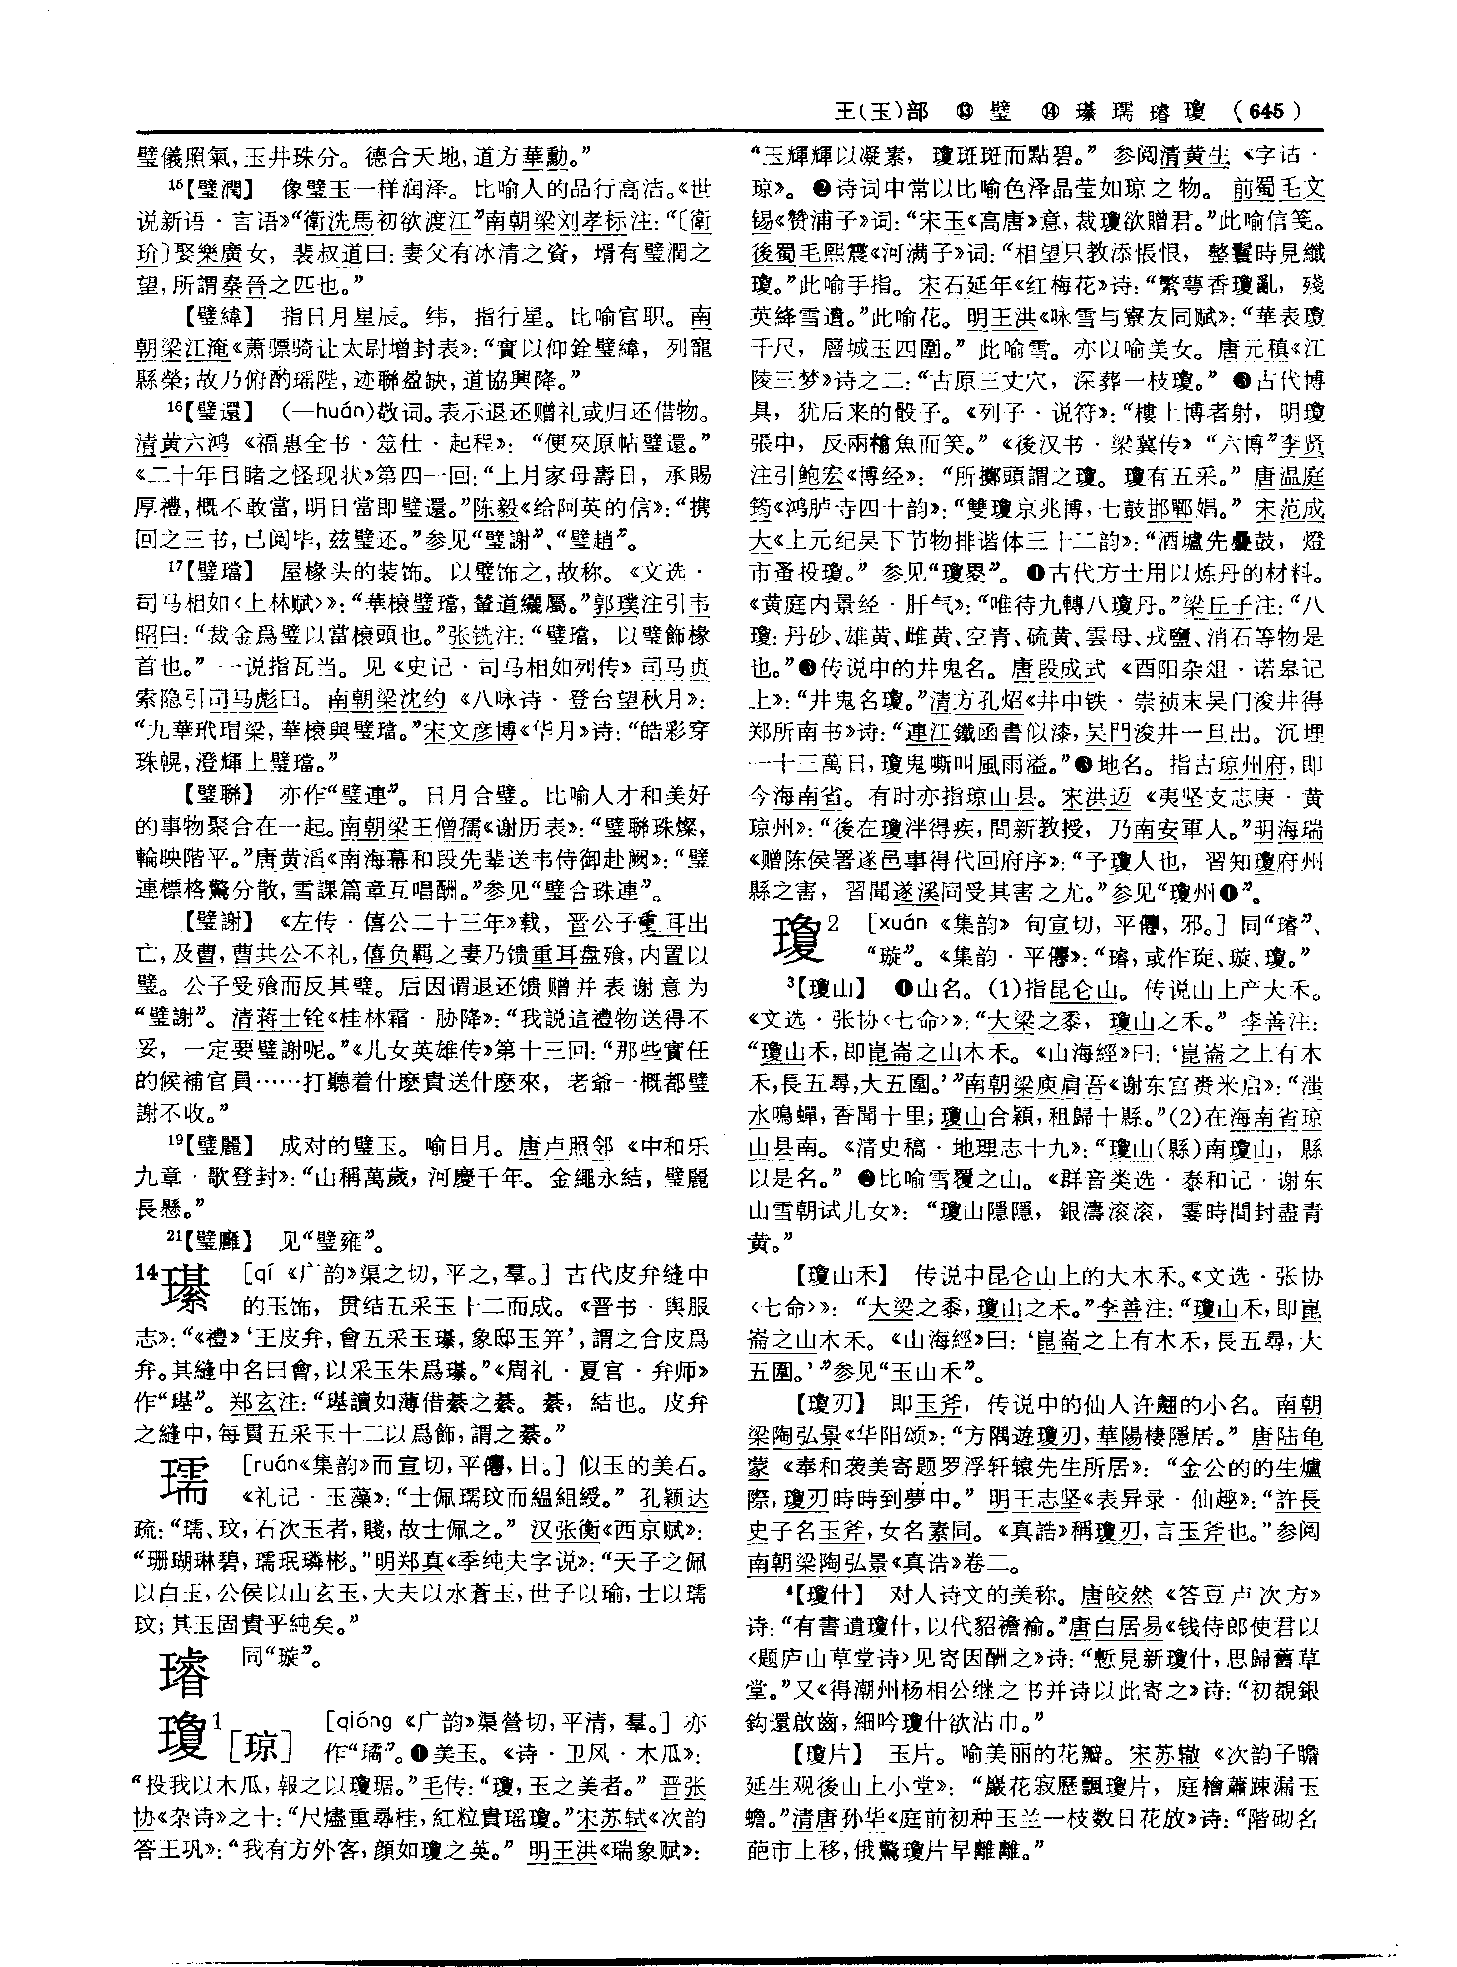 王(玉)部 ⑬ 璧 ⑭ 璂 瓀 璿 瓊 (645)
璧儀照氣,玉井珠分。德合天地,道方華勳。”
15【璧潤】 像璧玉一样润泽。比喻人的品行高洁。《世
说新语·言语》“衛洗馬初欲渡江”南朝梁刘孝标注:“〔衛
玠〕娶樂廣女,裴叔道曰:妻父有冰清之資,壻有璧潤之
望,所謂秦晉之匹也。”
【璧緯】 指日月星辰。纬,指行星。比喻官职。南
朝梁江淹《萧骠骑让太尉增封表》:“實以仰銓璧緯,列寵
縣榮;故乃俯酌瑶陛,迹聯盈缺,道協興降。”
16【璧還】 (—huán)敬词。表示退还赠礼或归还借物。
清黄六鸿《福惠全书·筮仕·起程》:“便夾原帖璧還。”
《二十年目睹之怪现状》第四一回:“上月家母壽日,承賜
厚禮,概不敢當,明日當即璧還。”陈毅《给阿英的信》:“携
回之三书,已阅毕,兹璧还。”参见“璧謝”、“璧趙”。
17【璧璫】 屋椽头的装饰。以璧饰之,故称。《文选·
司马相如〈上林赋〉》:“華榱璧璫,輦道纚屬。”郭璞注引韦
昭曰:“裁金爲璧以當榱頭也。”张铣注:“璧璫,以璧飾椽
首也。”一说指瓦当。见《史记·司马相如列传》司马贞
索隐引司马彪曰。南朝梁沈约《八咏诗·登台望秋月》:
“九華玳瑁梁,華榱與璧璫。”宋文彦博《华月》诗:“皓彩穿
珠幌,澄輝上璧璫。”
【璧聯】 亦作“璧連”。日月合璧。比喻人才和美好
的事物聚合在一起。南朝梁王僧孺《谢历表》:“璧聯珠燦,
輪映階平。”唐黄滔《南海幕和段先辈送韦侍御赴阙》:“璧
連標格驚分散,雪課篇章互唱酬。”参见“璧合珠連”。
【璧謝】 《左传·僖公二十三年》载,晋公子重耳出
亡,及曹,曹共公不礼,僖负羁之妻乃馈重耳盘飧,内置以
璧。公子受飧而反其璧。后因谓退还馈赠并表谢意为
“璧謝”。清蒋士铨《桂林霜·胁降》:“我説這禮物送得不
妥,一定要璧謝呢。”《儿女英雄传》第十三回:“那些實任
的候補官員……打聽着什麽貴送什麽來,老爺一概都璧
謝不收。”
19【璧麗】 成对的璧玉。喻日月。唐卢照邻《中和乐
九章·歌登封》:“山稱萬歲,河慶千年。金繩永結,璧麗
長懸。”
21【璧廱】 见“璧雍”。
14璂 [qí《广韵》渠之切,平之,羣。]古代皮弁缝中
的玉饰,贯结五采玉十二而成。《晋书·舆服
志》:“《禮》‘王皮弁,會五采玉璂,象邸玉笄’,謂之合皮爲
弁。其縫中名曰會,以采玉朱爲璂。”《周礼·夏官·弁师》
作“璂”。郑玄注:“璂讀如薄借綦之綦。綦,結也。皮弁
之縫中,每貫五采玉十二以爲飾,謂之綦。”
瓀 [ruán《集韵》而宣切,平僊,日。]似玉的美石。
《礼记·玉藻》:“士佩瓀玟而緼組綬。”孔颖达
疏:“瓀、玟,石次玉者,賤,故士佩之。”汉张衡《西京赋》:
“珊瑚琳碧,瓀珉璘彬。”明郑真《季纯夫字说》:“天子之佩
以白玉,公侯以山玄玉,大夫以水蒼玉,世子以瑜,士以瓀
玟;其玉固貴乎純矣。”
璿 同“璇”。
瓊1[琼] [qióng《广韵》渠營切,平清,羣。]亦
作“璚”。❶美玉。《诗·卫风·木瓜》:
“投我以木瓜,報之以瓊琚。”毛传:“瓊,玉之美者。”晋张
协《杂诗》之十:“尺燼重尋桂,紅粒貴瑶瓊。”宋苏轼《次韵
答王巩》:“我有方外客,顔如瓊之英。”明王洪《瑞象赋》:
“玉輝輝以凝素,瓊斑斑而點碧。”参阅清黄生《字诂·
琼》。❷诗词中常以比喻色泽晶莹如琼之物。前蜀毛文
锡《赞浦子》词:“宋玉《高唐》意,裁瓊欲贈君。”此喻信笺。
後蜀毛熙震《河满子》词:“相望只教添悵恨,整鬟時見纖
瓊。”此喻手指。宋石延年《红梅花》诗:“繁萼香瓊亂,殘
英絳雪遺。”此喻花。明王洪《咏雪与寮友同赋》:“華表瓊
千尺,層城玉四圍。”此喻雪。亦以喻美女。唐元稹《江
陵三梦》诗之二:“古原三丈穴,深葬一枝瓊。”❸古代博
具,犹后来的骰子。《列子·说符》:“樓上博者射,明瓊
張中,反兩㩉魚而笑。”《後汉书·梁冀传》“六博”李贤
注引鲍宏《博经》:“所擲頭謂之瓊。瓊有五采。”唐温庭
筠《鸿胪寺四十韵》:“雙瓊京兆博,七鼓邯鄲娼。”宋范成
大《上元纪吴下节物排谐体三十二韵》:“酒壚先疊鼓,燈
市蚤投瓊。”参见“瓊畟”。❹古代方士用以炼丹的材料。
《黄庭内景经·肝气》:“唯待九轉八瓊丹。”梁丘子注:“八
瓊:丹砂、雄黄、雌黄、空青、硫黄、雲母、戎鹽、消石等物是
也。”❺传说中的井鬼名。唐段成式《酉阳杂俎·诺皋记
上》:“井鬼名瓊。”清方孔炤《井中铁·崇祯末吴门浚井得
郑所南书》诗:“連江鐵函書似漆,吴門浚井一旦出。沉埋
一十三萬日,瓊鬼嘶叫風雨溢。”❻地名。指古琼州府,即
今海南省。有时亦指琼山县。宋洪迈《夷坚支志庚·黄
琼州》:“後在瓊泮得疾,問新教授,乃南安軍人。”明海瑞
《赠陈侯署遂邑事得代回府序》:“予瓊人也,習知瓊府州
縣之害,習聞遂溪同受其害之尤。”参见“瓊州❶”。
瓊2 [xuán《集韵》旬宣切,平僊,邪。]同“璿”、
“璇”。《集韵·平僊》:“璿,或作琁、璇、瓊。”
3【瓊山】 ❶山名。(1)指昆仑山。传说山上产大禾。
《文选·张协〈七命〉》:“大梁之黍,瓊山之禾。”李善注:
“瓊山禾,即崑崙之山木禾。《山海經》曰:‘崑崙之上有木
禾,長五尋,大五圍。’”南朝梁庾肩吾《谢东宫赉米启》:“滍
水鳴蟬,香聞十里;瓊山合穎,租歸十縣。”(2)在海南省琼
山县南。《清史稿·地理志十九》:“瓊山(縣)南瓊山,縣
以是名。”❷比喻雪覆之山。《群音类选·泰和记·谢东
山雪朝试儿女》:“瓊山隱隱,銀濤滚滚,霎時間封盡青
黄。”
【瓊山禾】 传说中昆仑山上的大木禾。《文选·张协
〈七命〉》:“大梁之黍,瓊山之禾。”李善注:“瓊山禾,即崑
崙之山木禾。《山海經》曰:‘崑崙之上有木禾,長五尋,大
五圍。’”参见“玉山禾”。
【瓊刃】 即玉斧,传说中的仙人许翽的小名。南朝
梁陶弘景《华阳颂》:“方隅遊瓊刃,華陽棲隱居。”唐陆龟
蒙《奉和袭美寄题罗浮轩辕先生所居》:“金公的的生爐
際,瓊刃時時到夢中。”明王志坚《表异录·仙趣》:“許長
史子名玉斧,女名素同。《真誥》稱瓊刃,言玉斧也。”参阅
南朝梁陶弘景《真诰》卷二。
4【瓊什】 对人诗文的美称。唐皎然《答豆卢次方》
诗:“有書遺瓊什,以代貂襜褕。”唐白居易《钱侍郎使君以
〈题庐山草堂诗〉见寄因酬之》诗:“慙見新瓊什,思歸舊草
堂。”又《得潮州杨相公继之书并诗以此寄之》诗:“初覩銀
鈎還啟齒,細吟瓊什欲沾巾。”
【瓊片】 玉片。喻美丽的花瓣。宋苏辙《次韵子瞻
延生观後山上小堂》:“巖花寂歷飄瓊片,庭檜蕭踈漏玉
蟾。”清唐孙华《庭前初种玉兰一枝数日花放》诗:“階砌名
葩市上移,俄驚瓊片早離離。”